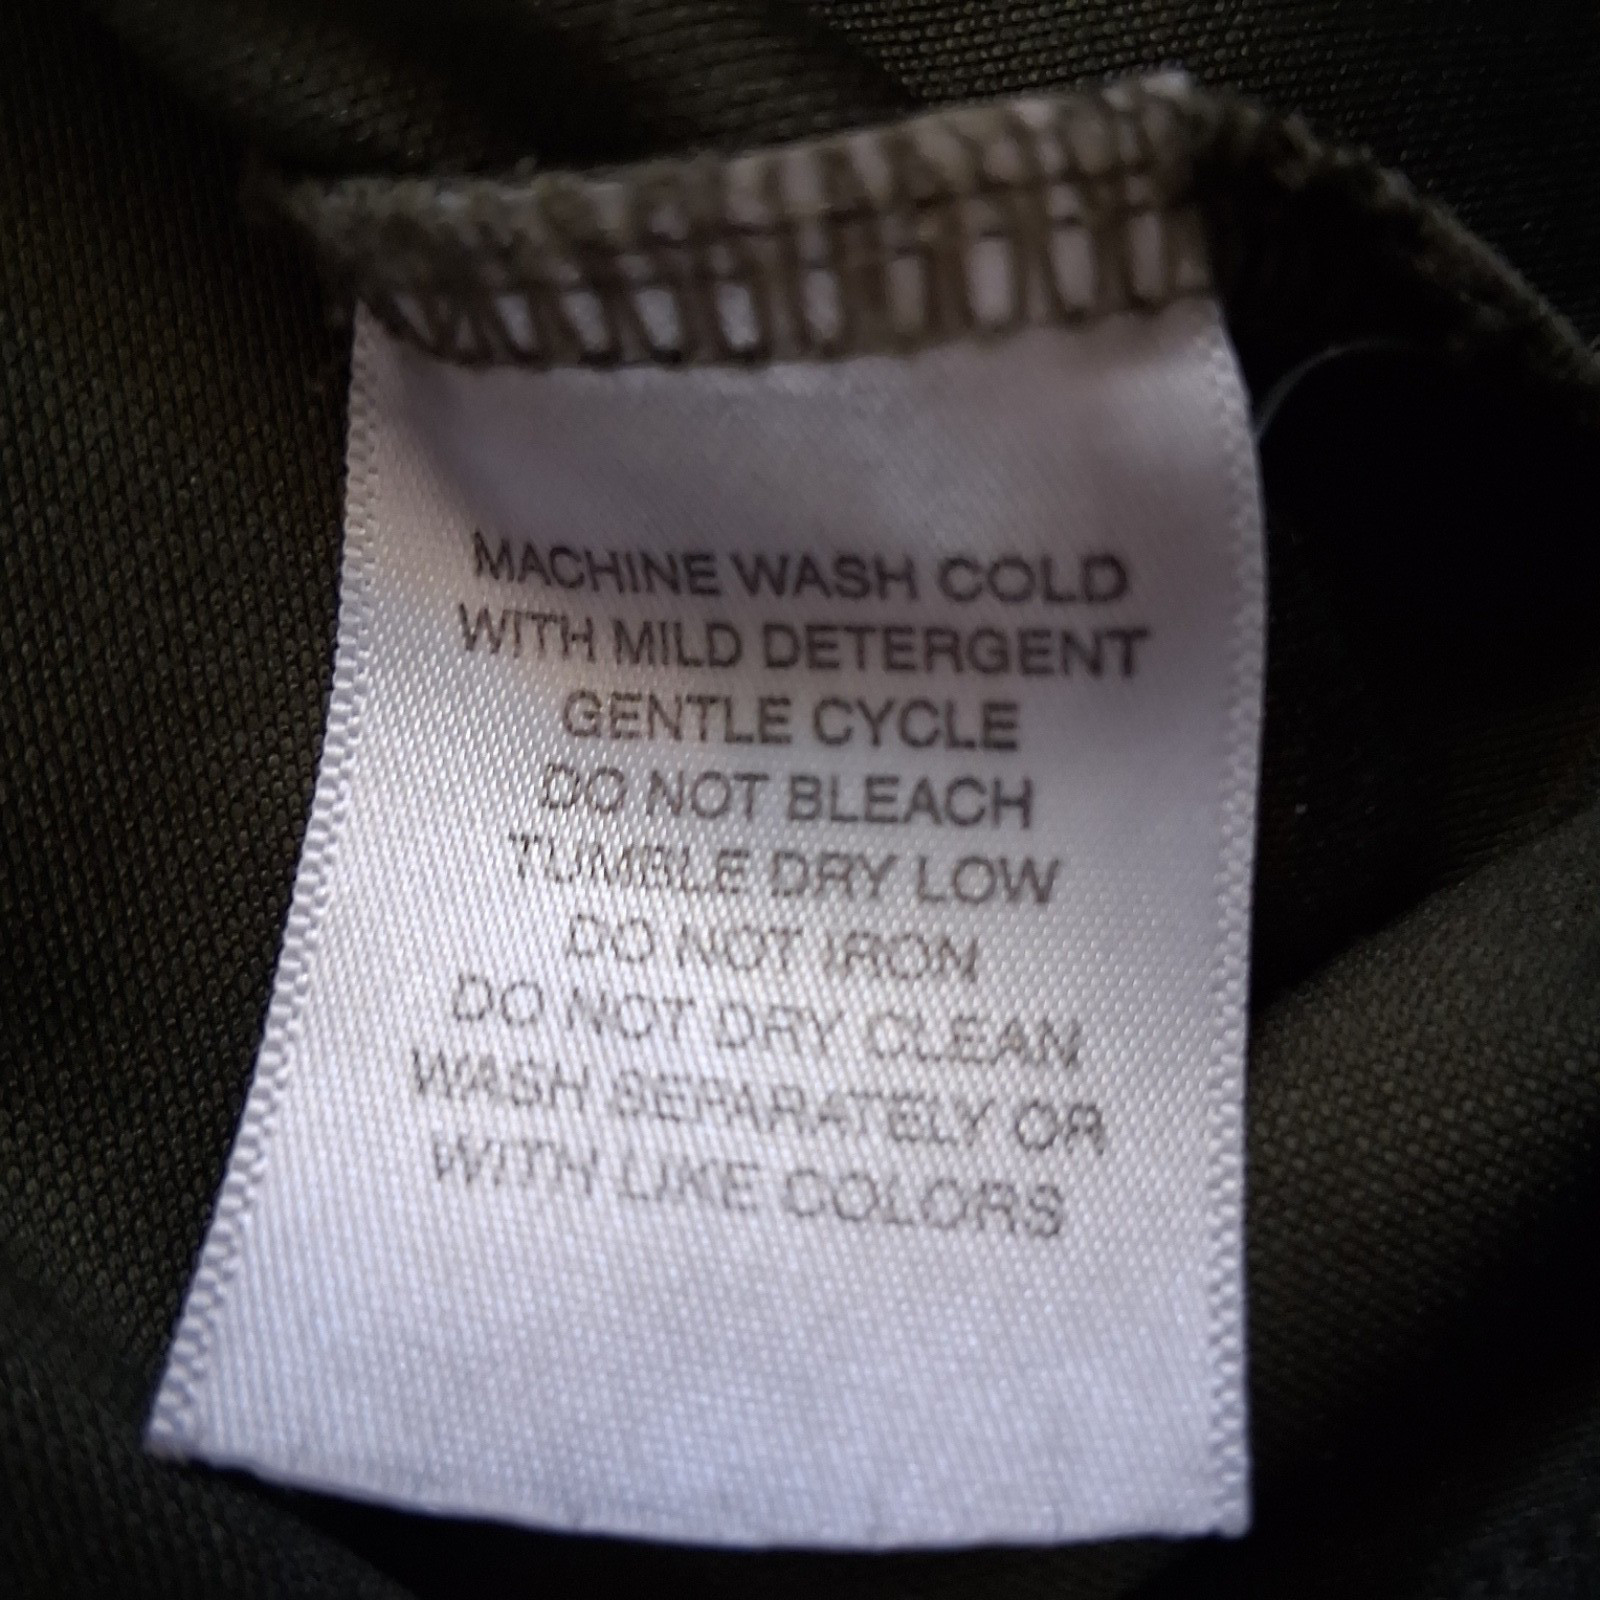 MACHINE WASH COLD
WITH MILD DETERGENT
GENTLE CYCLE
DO NOT BLEACH
TUMBLE DRY LOW
DO NOT IRON
DO NOT DRY CLEAN
WASH SEPARATELY OR
WITH LIKE COLORS